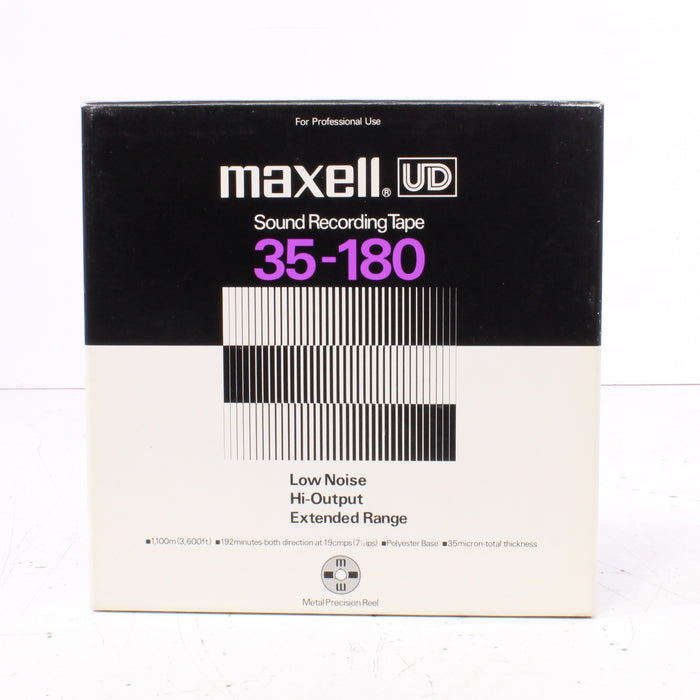 For Professional Use
maxell® UD
Sound Recording Tape
35-180
Low Noise
Hi-Output
Extended Range
■1,100m(3,600ft.) ■192minutes-both direction at 19cmps(7½ips) ■Polyester Base ■35micron-total thickness
m
m
Metal Precision Reel